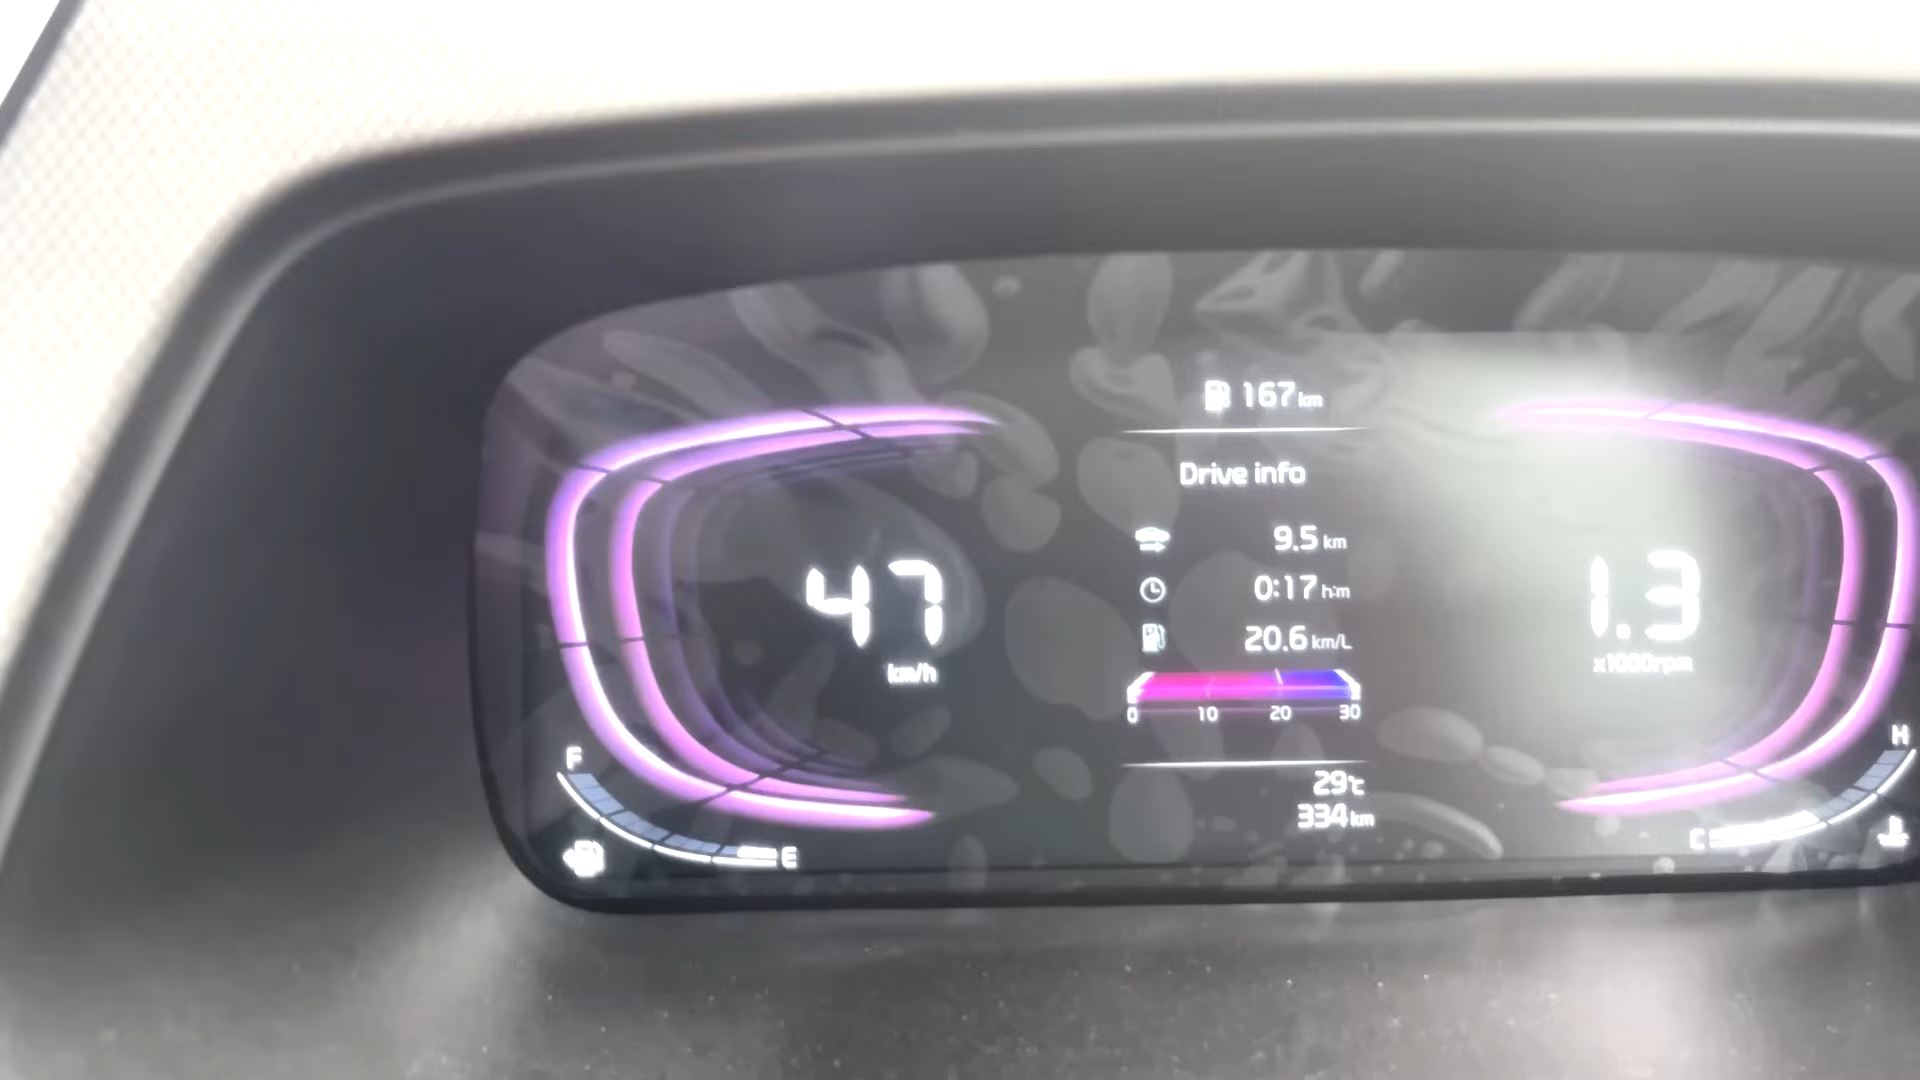 167 km
Drive info
9.5 km
0:17 h:m
20.6 km/L
0 10 20 30
47
km/h
1.3
x1000rpm
F
E
29℃
334 km
H
C